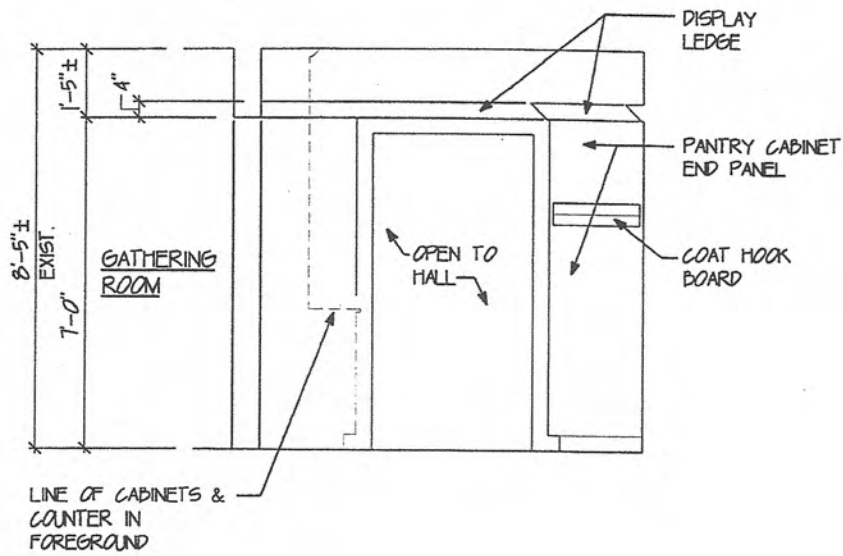 DISPLAY
LEDGE
1'-5"±
4"
PANTRY CABINET
END PANEL
8'-5"±
EXIST.
GATHERING
ROOM
OPEN TO
HALL
COAT HOOK
BOARD
7'-0"
LINE OF CABINETS &
COUNTER IN
FOREGROUND